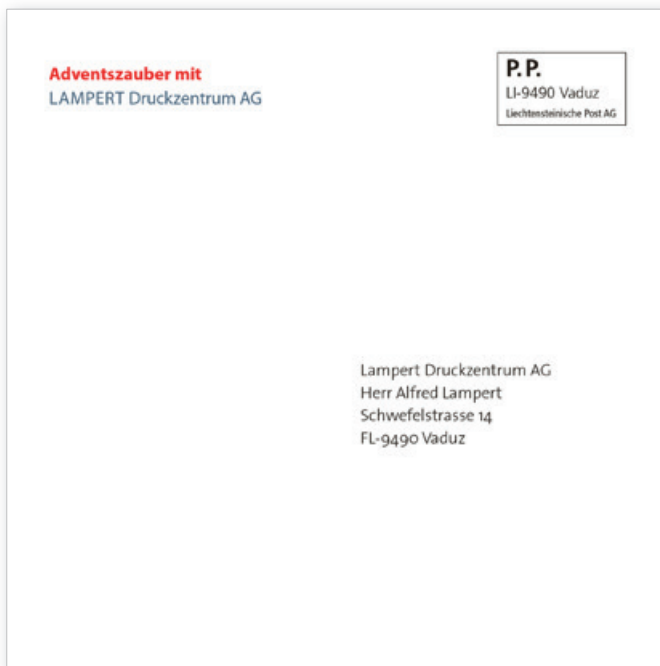 Adventszauber mit
LAMPERT Druckzentrum AG
P.P.
LI-9490 Vaduz
Liechtensteinische Post AG
Lampert Druckzentrum AG
Herr Alfred Lampert
Schwefelstrasse 14
FL-9490 Vaduz